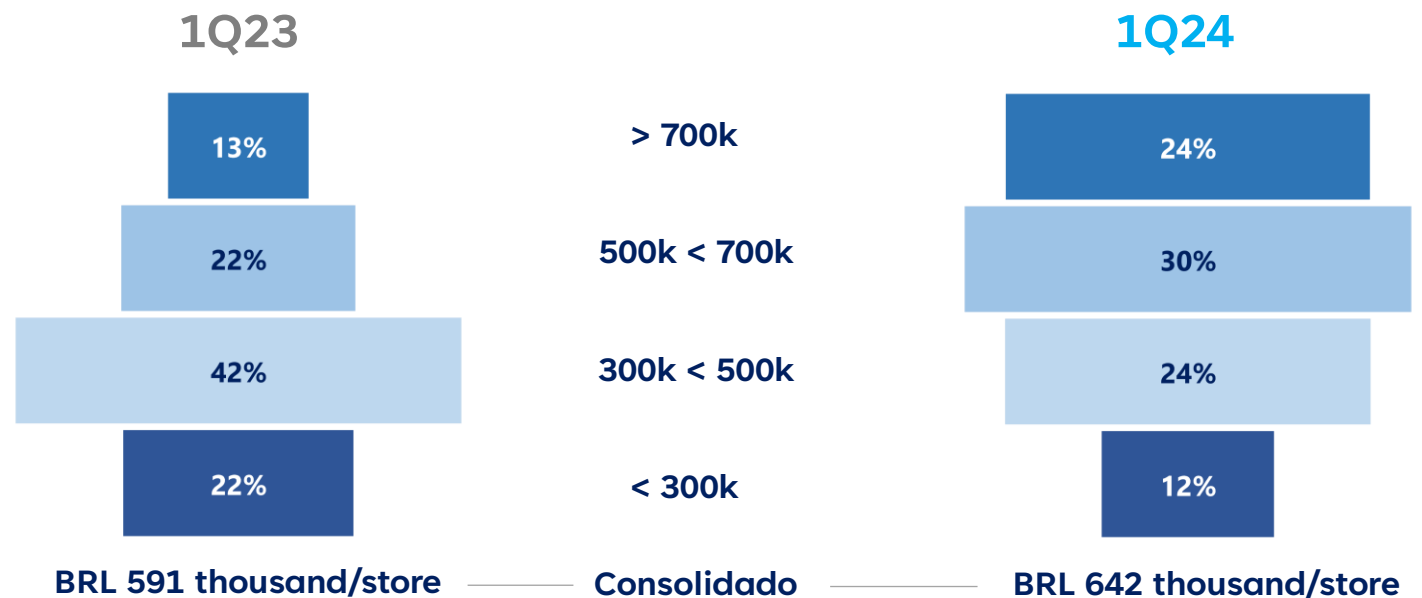 1Q23
1Q24
13%
> 700k
24%
22%
500k < 700k
30%
42%
300k < 500k
24%
22%
< 300k
12%
BRL 591 thousand/store
Consolidado
BRL 642 thousand/store